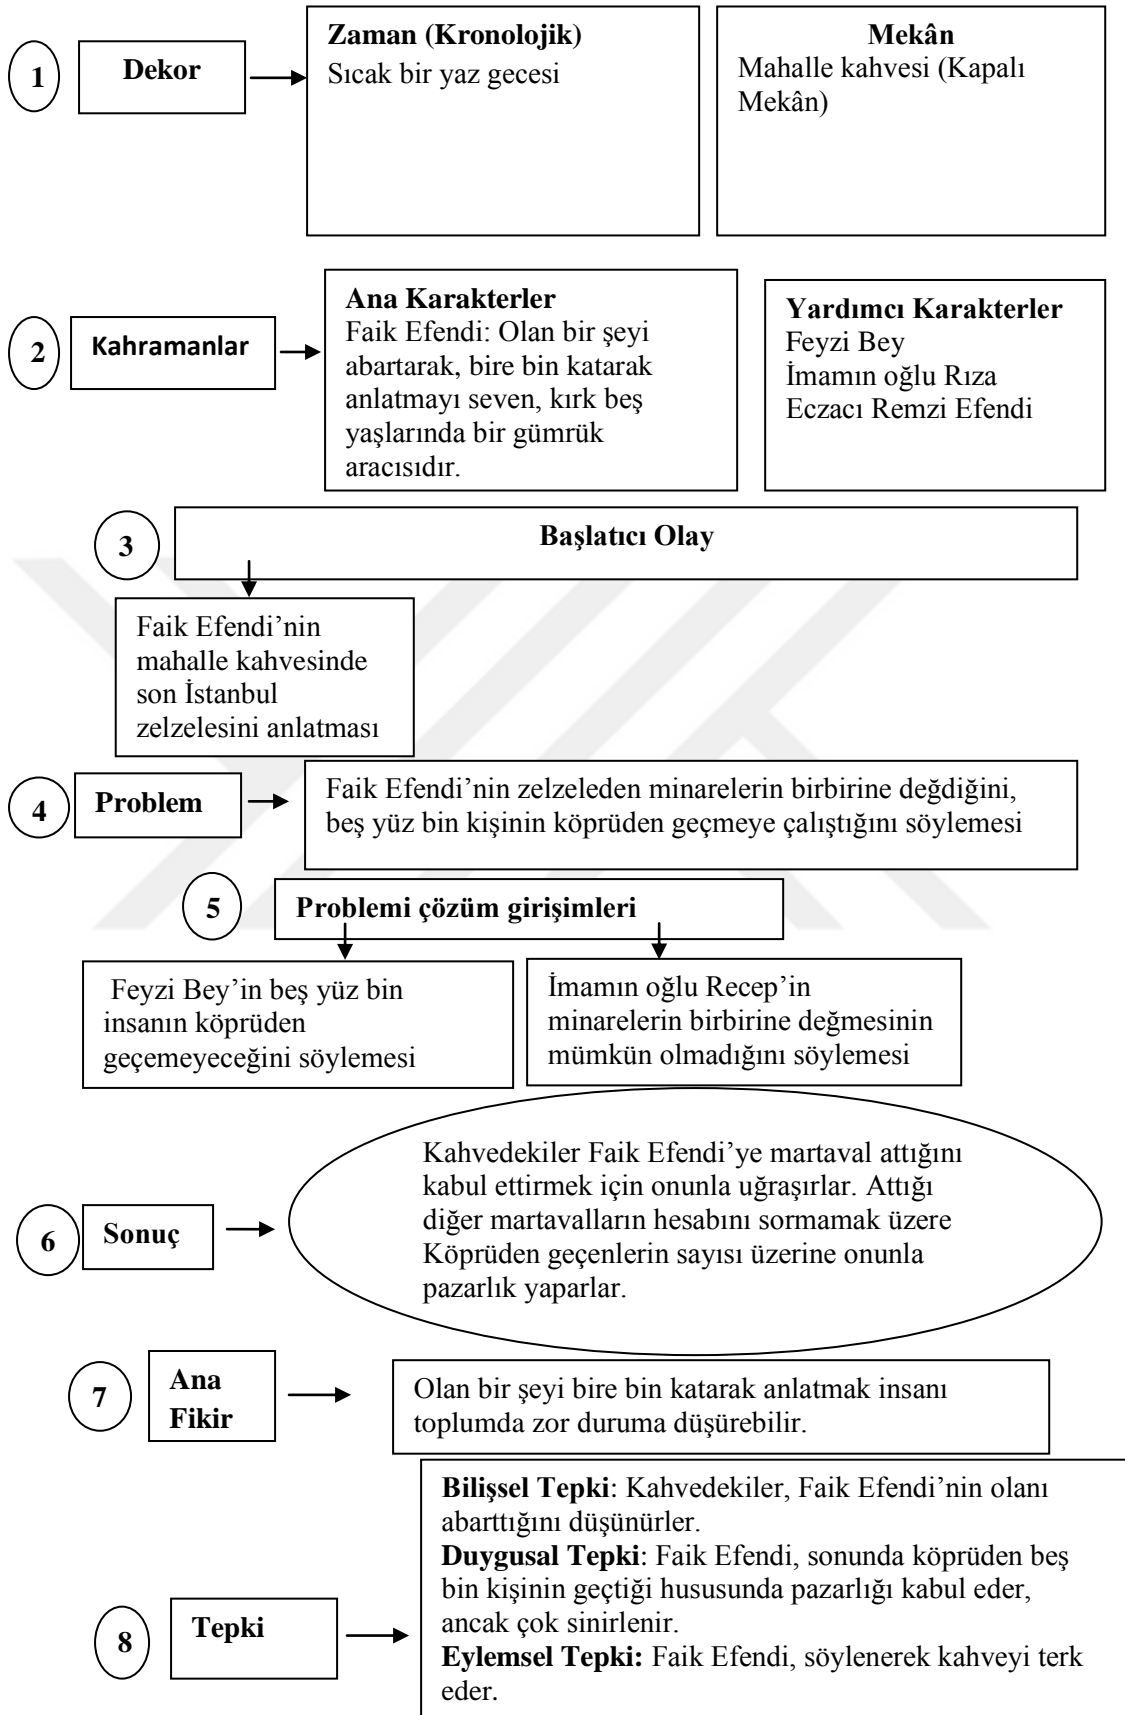 1
Dekor
Zaman (Kronolojik)
Sıcak bir yaz gecesi
Mekân
Mahalle kahvesi (Kapalı
Mekân)
2
Kahramanlar
Ana Karakterler
Faik Efendi: Olan bir şeyi
abartarak, bire bin katarak
anlatmayı seven, kırk beş
yaşlarında bir gümrük
aracısıdır.
Yardımcı Karakterler
Feyzi Bey
İmamın oğlu Rıza
Eczacı Remzi Efendi
3
Başlatıcı Olay
Faik Efendi’nin
mahalle kahvesinde
son İstanbul
zelzelesini anlatması
4
Problem
Faik Efendi’nin zelzeleden minarelerin birbirine değdiğini,
beş yüz bin kişinin köprüden geçmeye çalıştığını söylemesi
5
Problemi çözüm girişimleri
Feyzi Bey’in beş yüz bin
insanın köprüden
geçemeyeceğini söylemesi
İmamın oğlu Recep’in
minarelerin birbirine değmesinin
mümkün olmadığını söylemesi
6
Sonuç
Kahvedekiler Faik Efendi’ye martaval attığını
kabul ettirmek için onunla uğraşırlar. Attığı
diğer martavalların hesabını sormamak üzere
Köprüden geçenlerin sayısı üzerine onunla
pazarlık yaparlar.
7
Ana
Fikir
Olan bir şeyi bire bin katarak anlatmak insanı
toplumda zor duruma düşürebilir.
8
Tepki
Bilişsel Tepki: Kahvedekiler, Faik Efendi’nin olanı
abarttığını düşünürler.
Duygusal Tepki: Faik Efendi, sonunda köprüden beş
bin kişinin geçtiği hususunda pazarlığı kabul eder,
ancak çok sinirlenir.
Eylemsel Tepki: Faik Efendi, söylenerek kahveyi terk
eder.